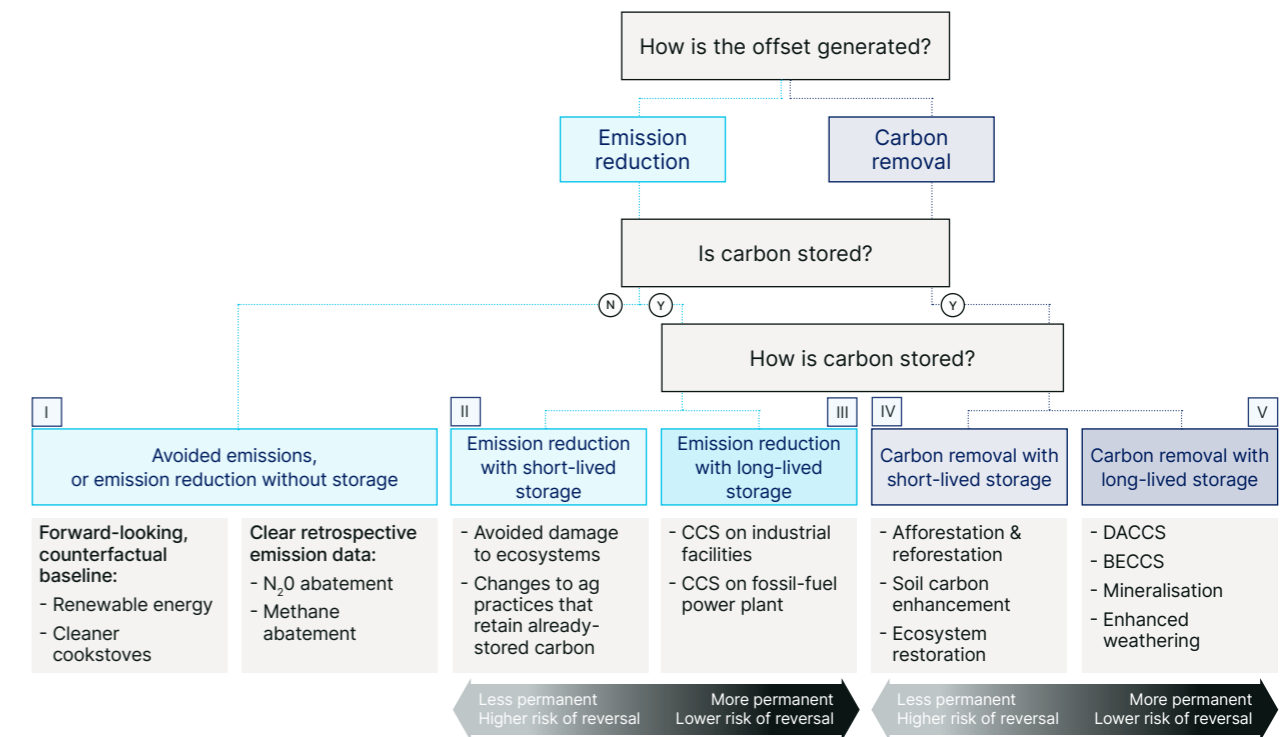 How is the offset generated?
Emission
reduction
Carbon
removal
Is carbon stored?
N
Y
Y
How is carbon stored?
I
Avoided emissions,
or emission reduction without storage
Forward-looking,
counterfactual
baseline:
- Renewable energy
- Cleaner
cookstoves
Clear retrospective
emission data:
- N₂0 abatement
- Methane
abatement
II
Emission reduction
with short-lived
storage
- Avoided damage
to ecosystems
- Changes to ag
practices that
retain already-
stored carbon
III
Emission reduction
with long-lived
storage
- CCS on industrial
facilities
- CCS on fossil-fuel
power plant
Less permanent
Higher risk of reversal
More permanent
Lower risk of reversal
IV
Carbon removal with
short-lived storage
- Afforestation &
reforestation
- Soil carbon
enhancement
- Ecosystem
restoration
V
Carbon removal with
long-lived storage
- DACCS
- BECCS
- Mineralisation
- Enhanced
weathering
Less permanent
Higher risk of reversal
More permanent
Lower risk of reversal